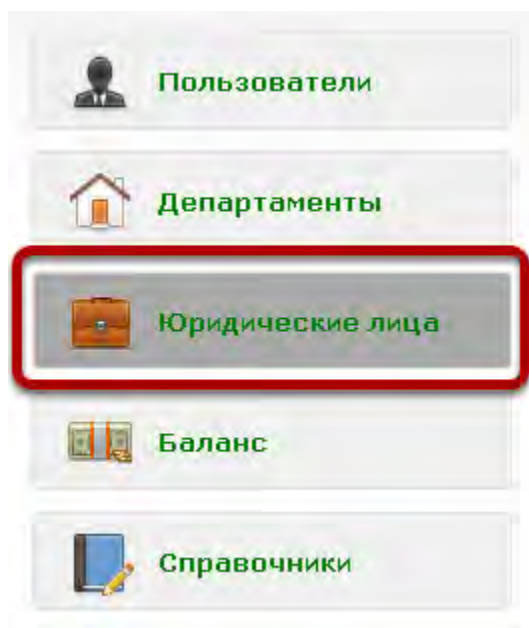 Пользователи
Департаменты
Юридические лица
Баланс
Справочники